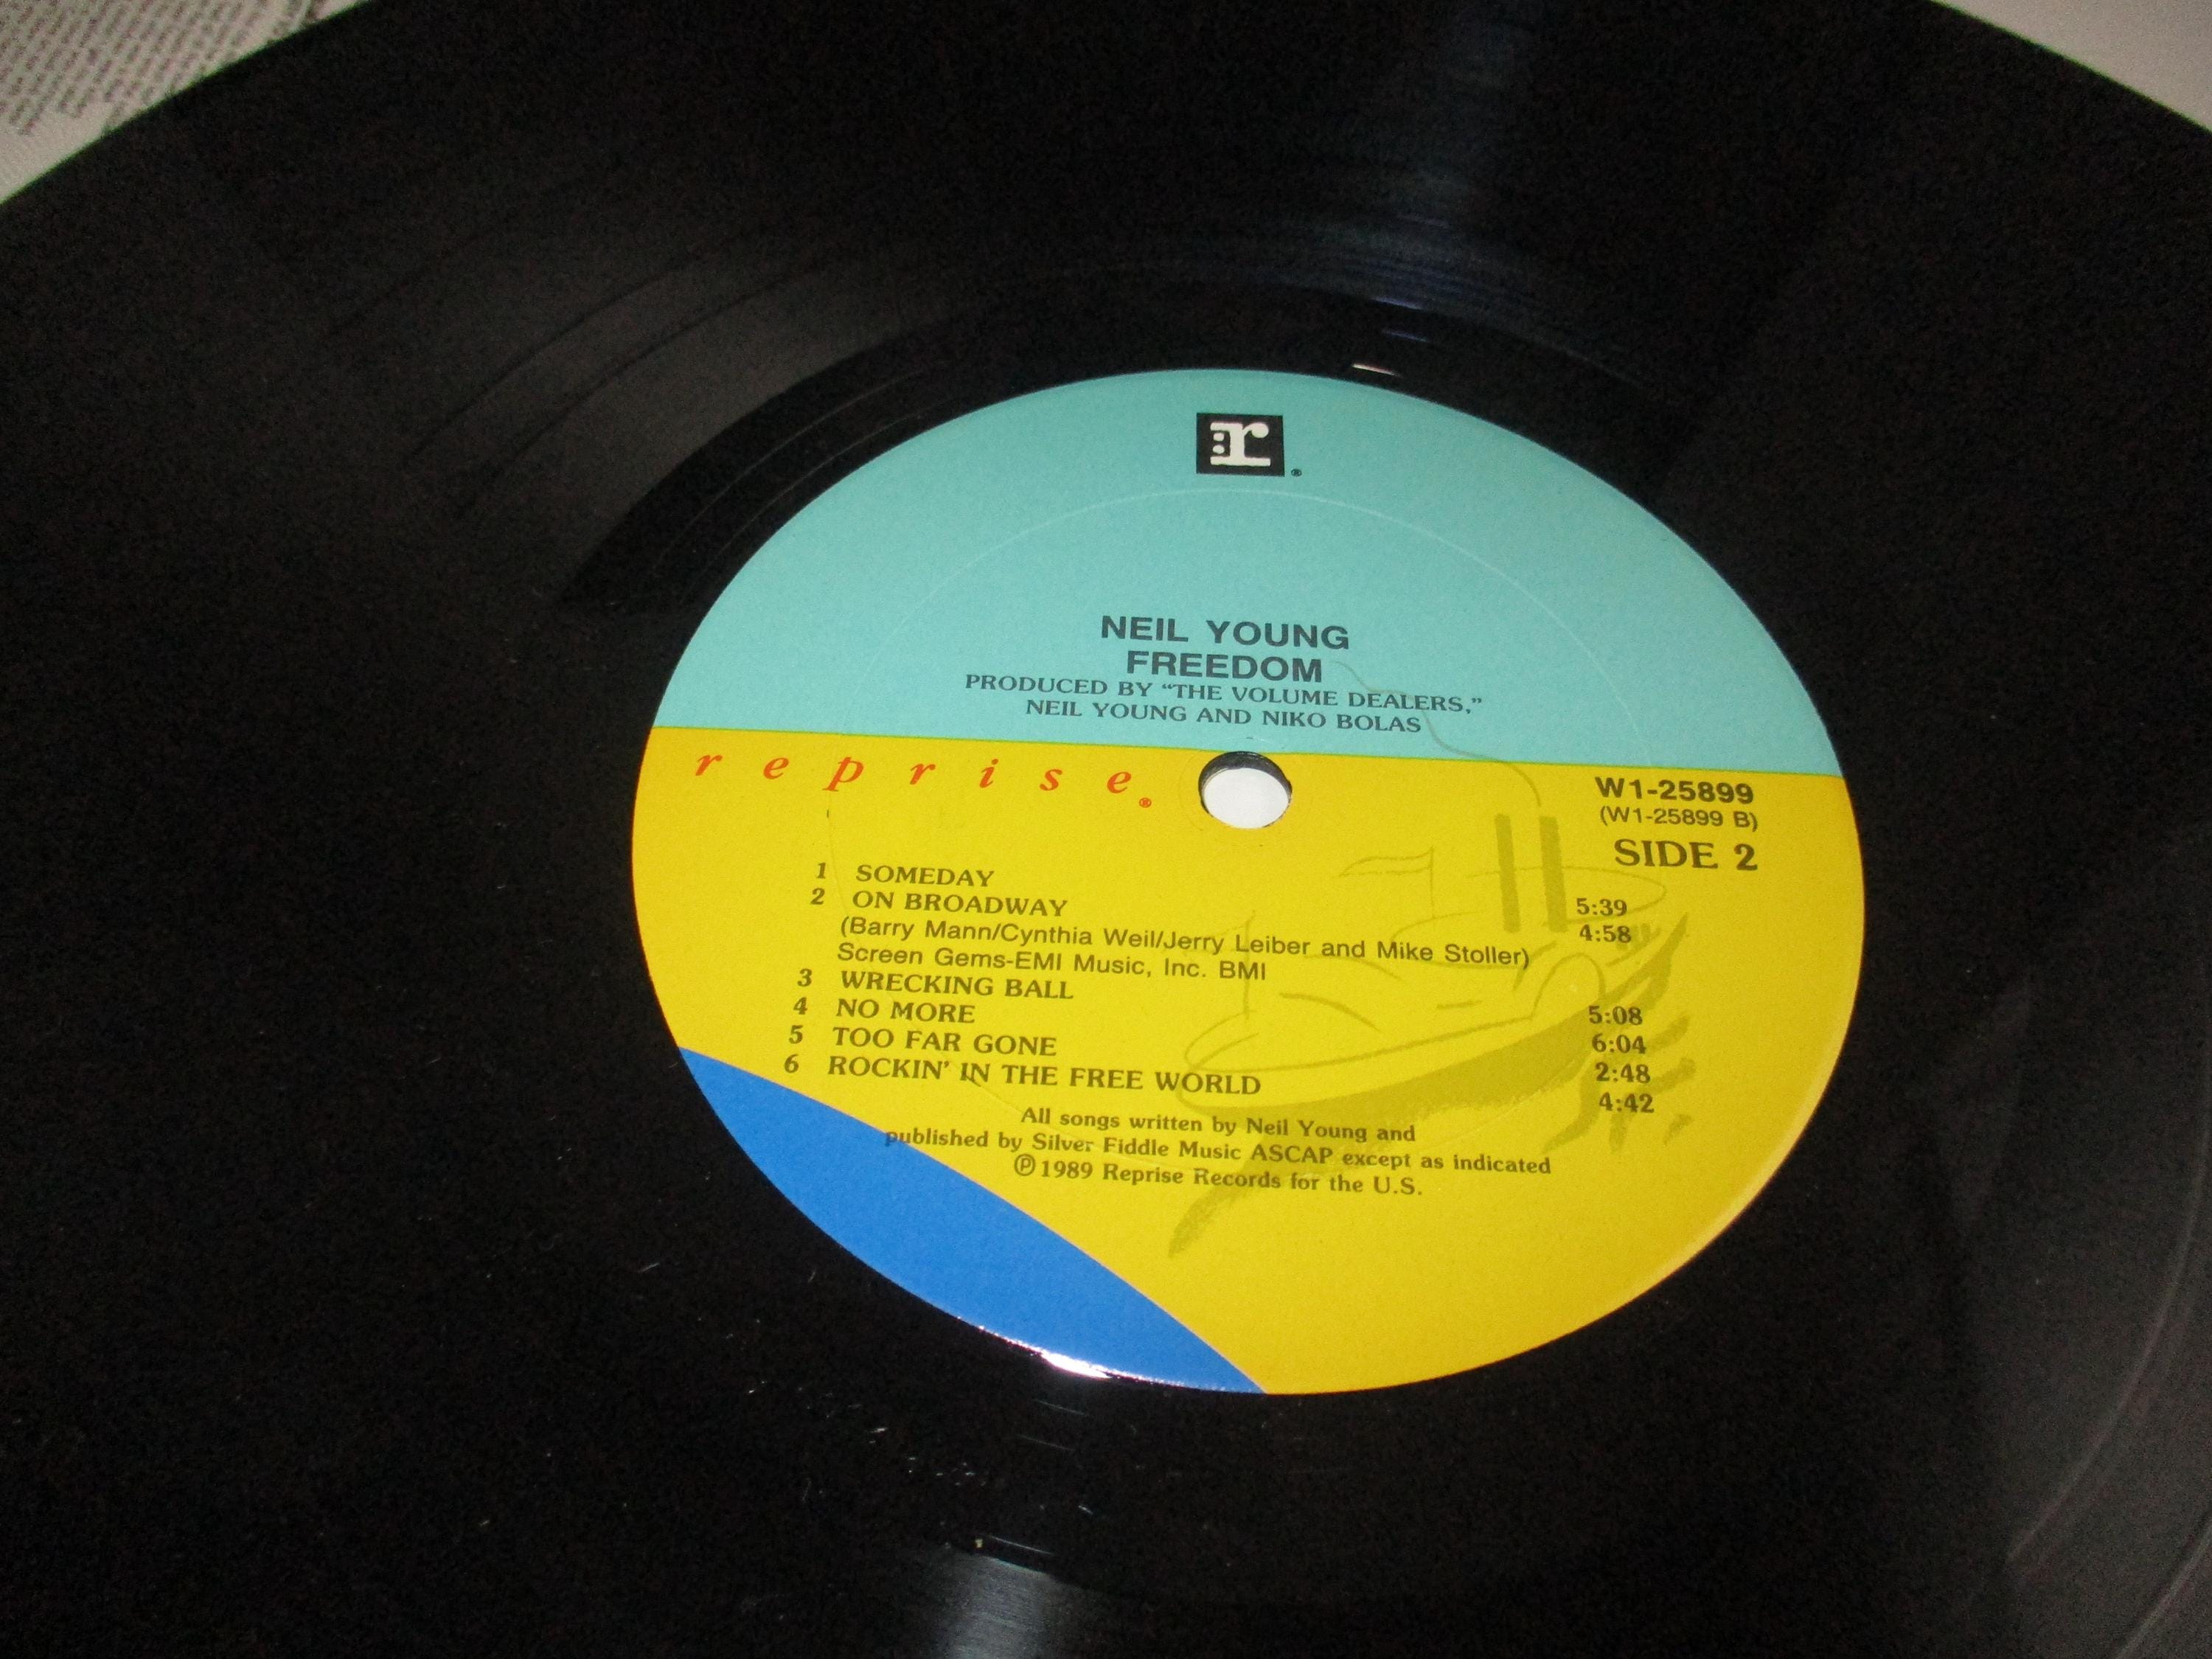 :r ®
NEIL YOUNG
FREEDOM
PRODUCED BY “THE VOLUME DEALERS,”
NEIL YOUNG AND NIKO BOLAS
reprise®
W1-25899
(W1-25899 B)
SIDE 2
1 SOMEDAY 5:39
2 ON BROADWAY 4:58
(Barry Mann/Cynthia Weil/Jerry Leiber and Mike Stoller)
Screen Gems-EMI Music, Inc. BMI
3 WRECKING BALL 5:08
4 NO MORE 6:04
5 TOO FAR GONE 2:48
6 ROCKIN’ IN THE FREE WORLD 4:42
All songs written by Neil Young and
published by Silver Fiddle Music ASCAP except as indicated
℗1989 Reprise Records for the U.S.